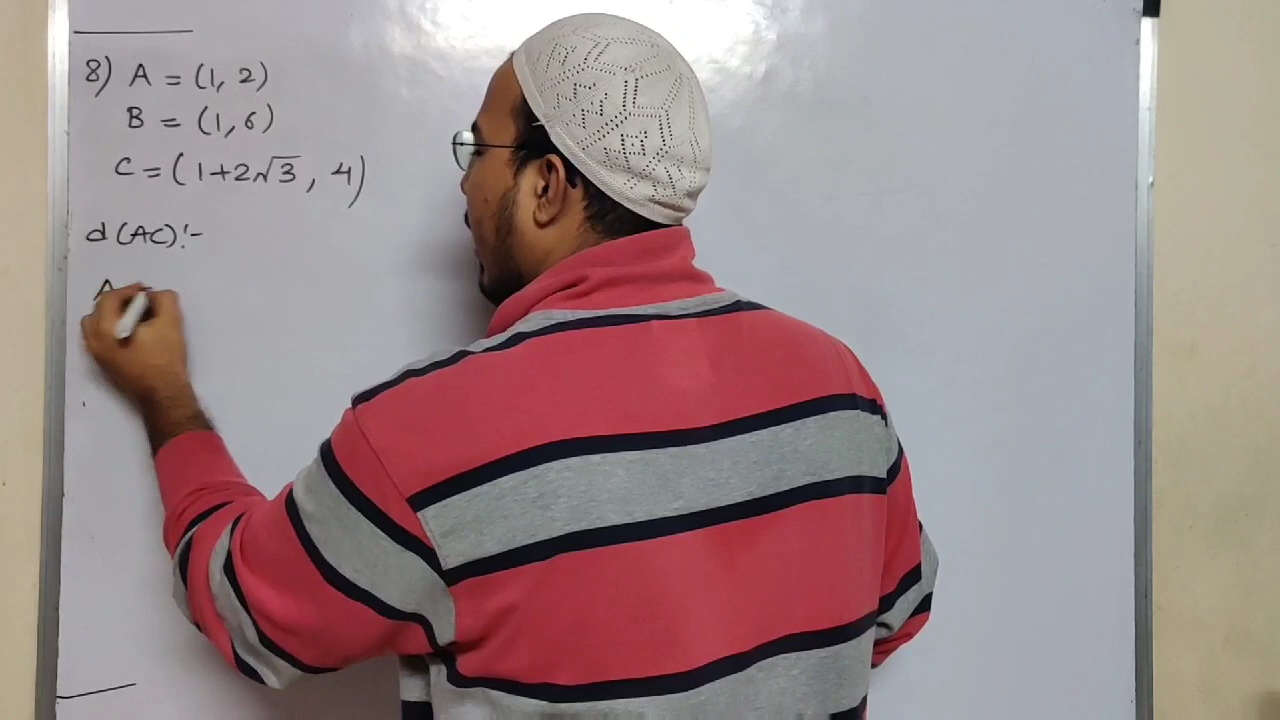 8) A = (1, 2)
B = (1, 6)
C = (1+2√3, 4)
d (AC):-
A =